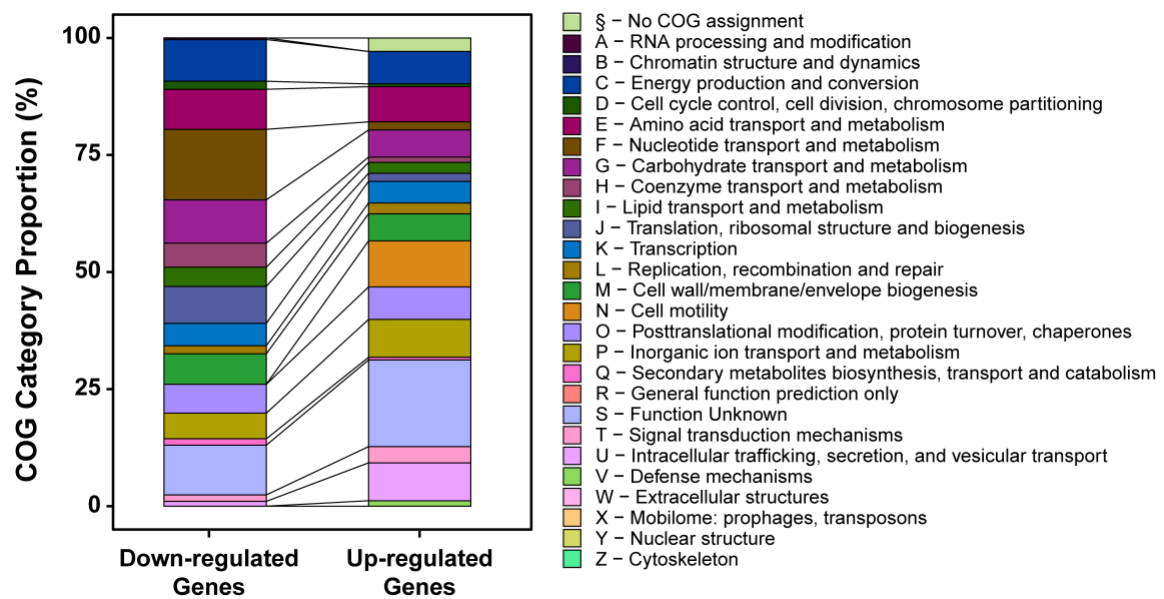 COG Category Proportion (%)
100
75
50
25
0
Down-regulated
Genes
Up-regulated
Genes
§ − No COG assignment
A − RNA processing and modification
B − Chromatin structure and dynamics
C − Energy production and conversion
D − Cell cycle control, cell division, chromosome partitioning
E − Amino acid transport and metabolism
F − Nucleotide transport and metabolism
G − Carbohydrate transport and metabolism
H − Coenzyme transport and metabolism
I − Lipid transport and metabolism
J − Translation, ribosomal structure and biogenesis
K − Transcription
L − Replication, recombination and repair
M − Cell wall/membrane/envelope biogenesis
N − Cell motility
O − Posttranslational modification, protein turnover, chaperones
P − Inorganic ion transport and metabolism
Q − Secondary metabolites biosynthesis, transport and catabolism
R − General function prediction only
S − Function Unknown
T − Signal transduction mechanisms
U − Intracellular trafficking, secretion, and vesicular transport
V − Defense mechanisms
W − Extracellular structures
X − Mobilome: prophages, transposons
Y − Nuclear structure
Z − Cytoskeleton